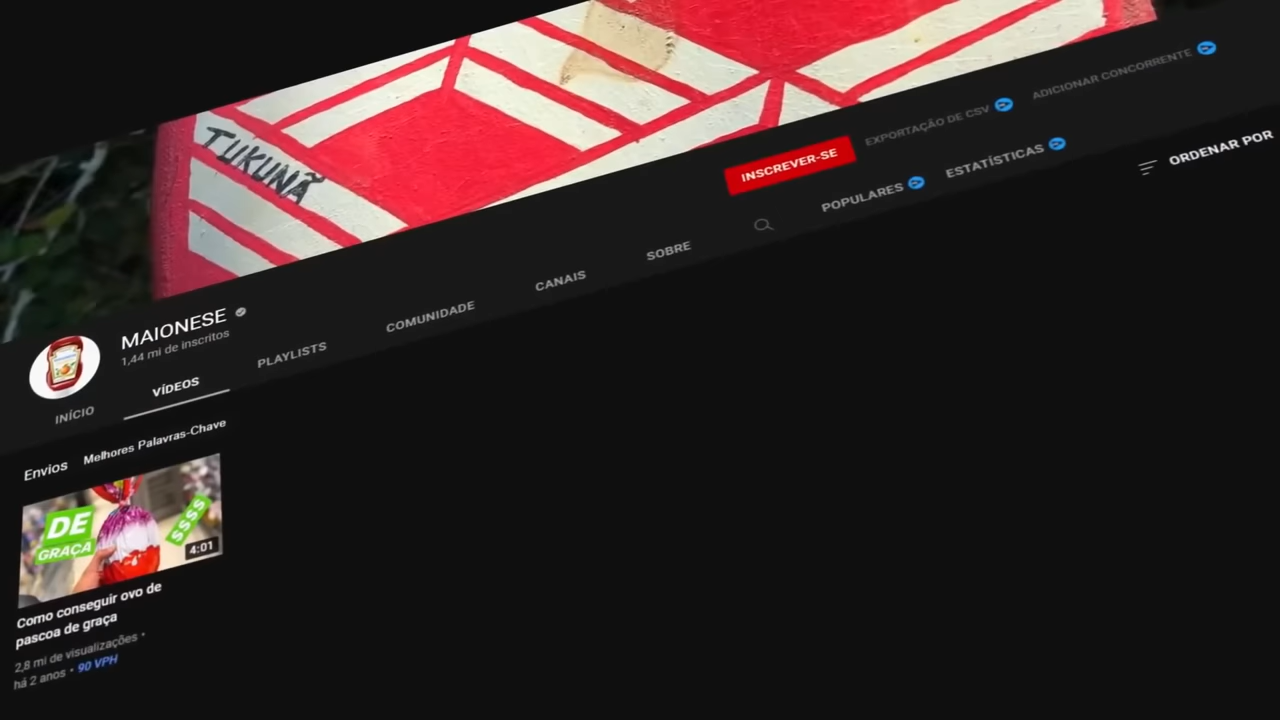 TUKUNÃ
INSCREVER-SE
EXPORTAÇÃO DE CSV
ADICIONAR CONCORRENTE
MAIONESE
1,44 mi de inscritos
INÍCIO
VÍDEOS
PLAYLISTS
COMUNIDADE
CANAIS
SOBRE
POPULARES
ESTATÍSTICAS
ORDENAR POR
Envios
Melhores Palavras-Chave
DE
GRAÇA
$$$$
4:01
Como conseguir ovo de
pascoa de graça
2,8 mi de visualizações •
há 2 anos • 90 VPH